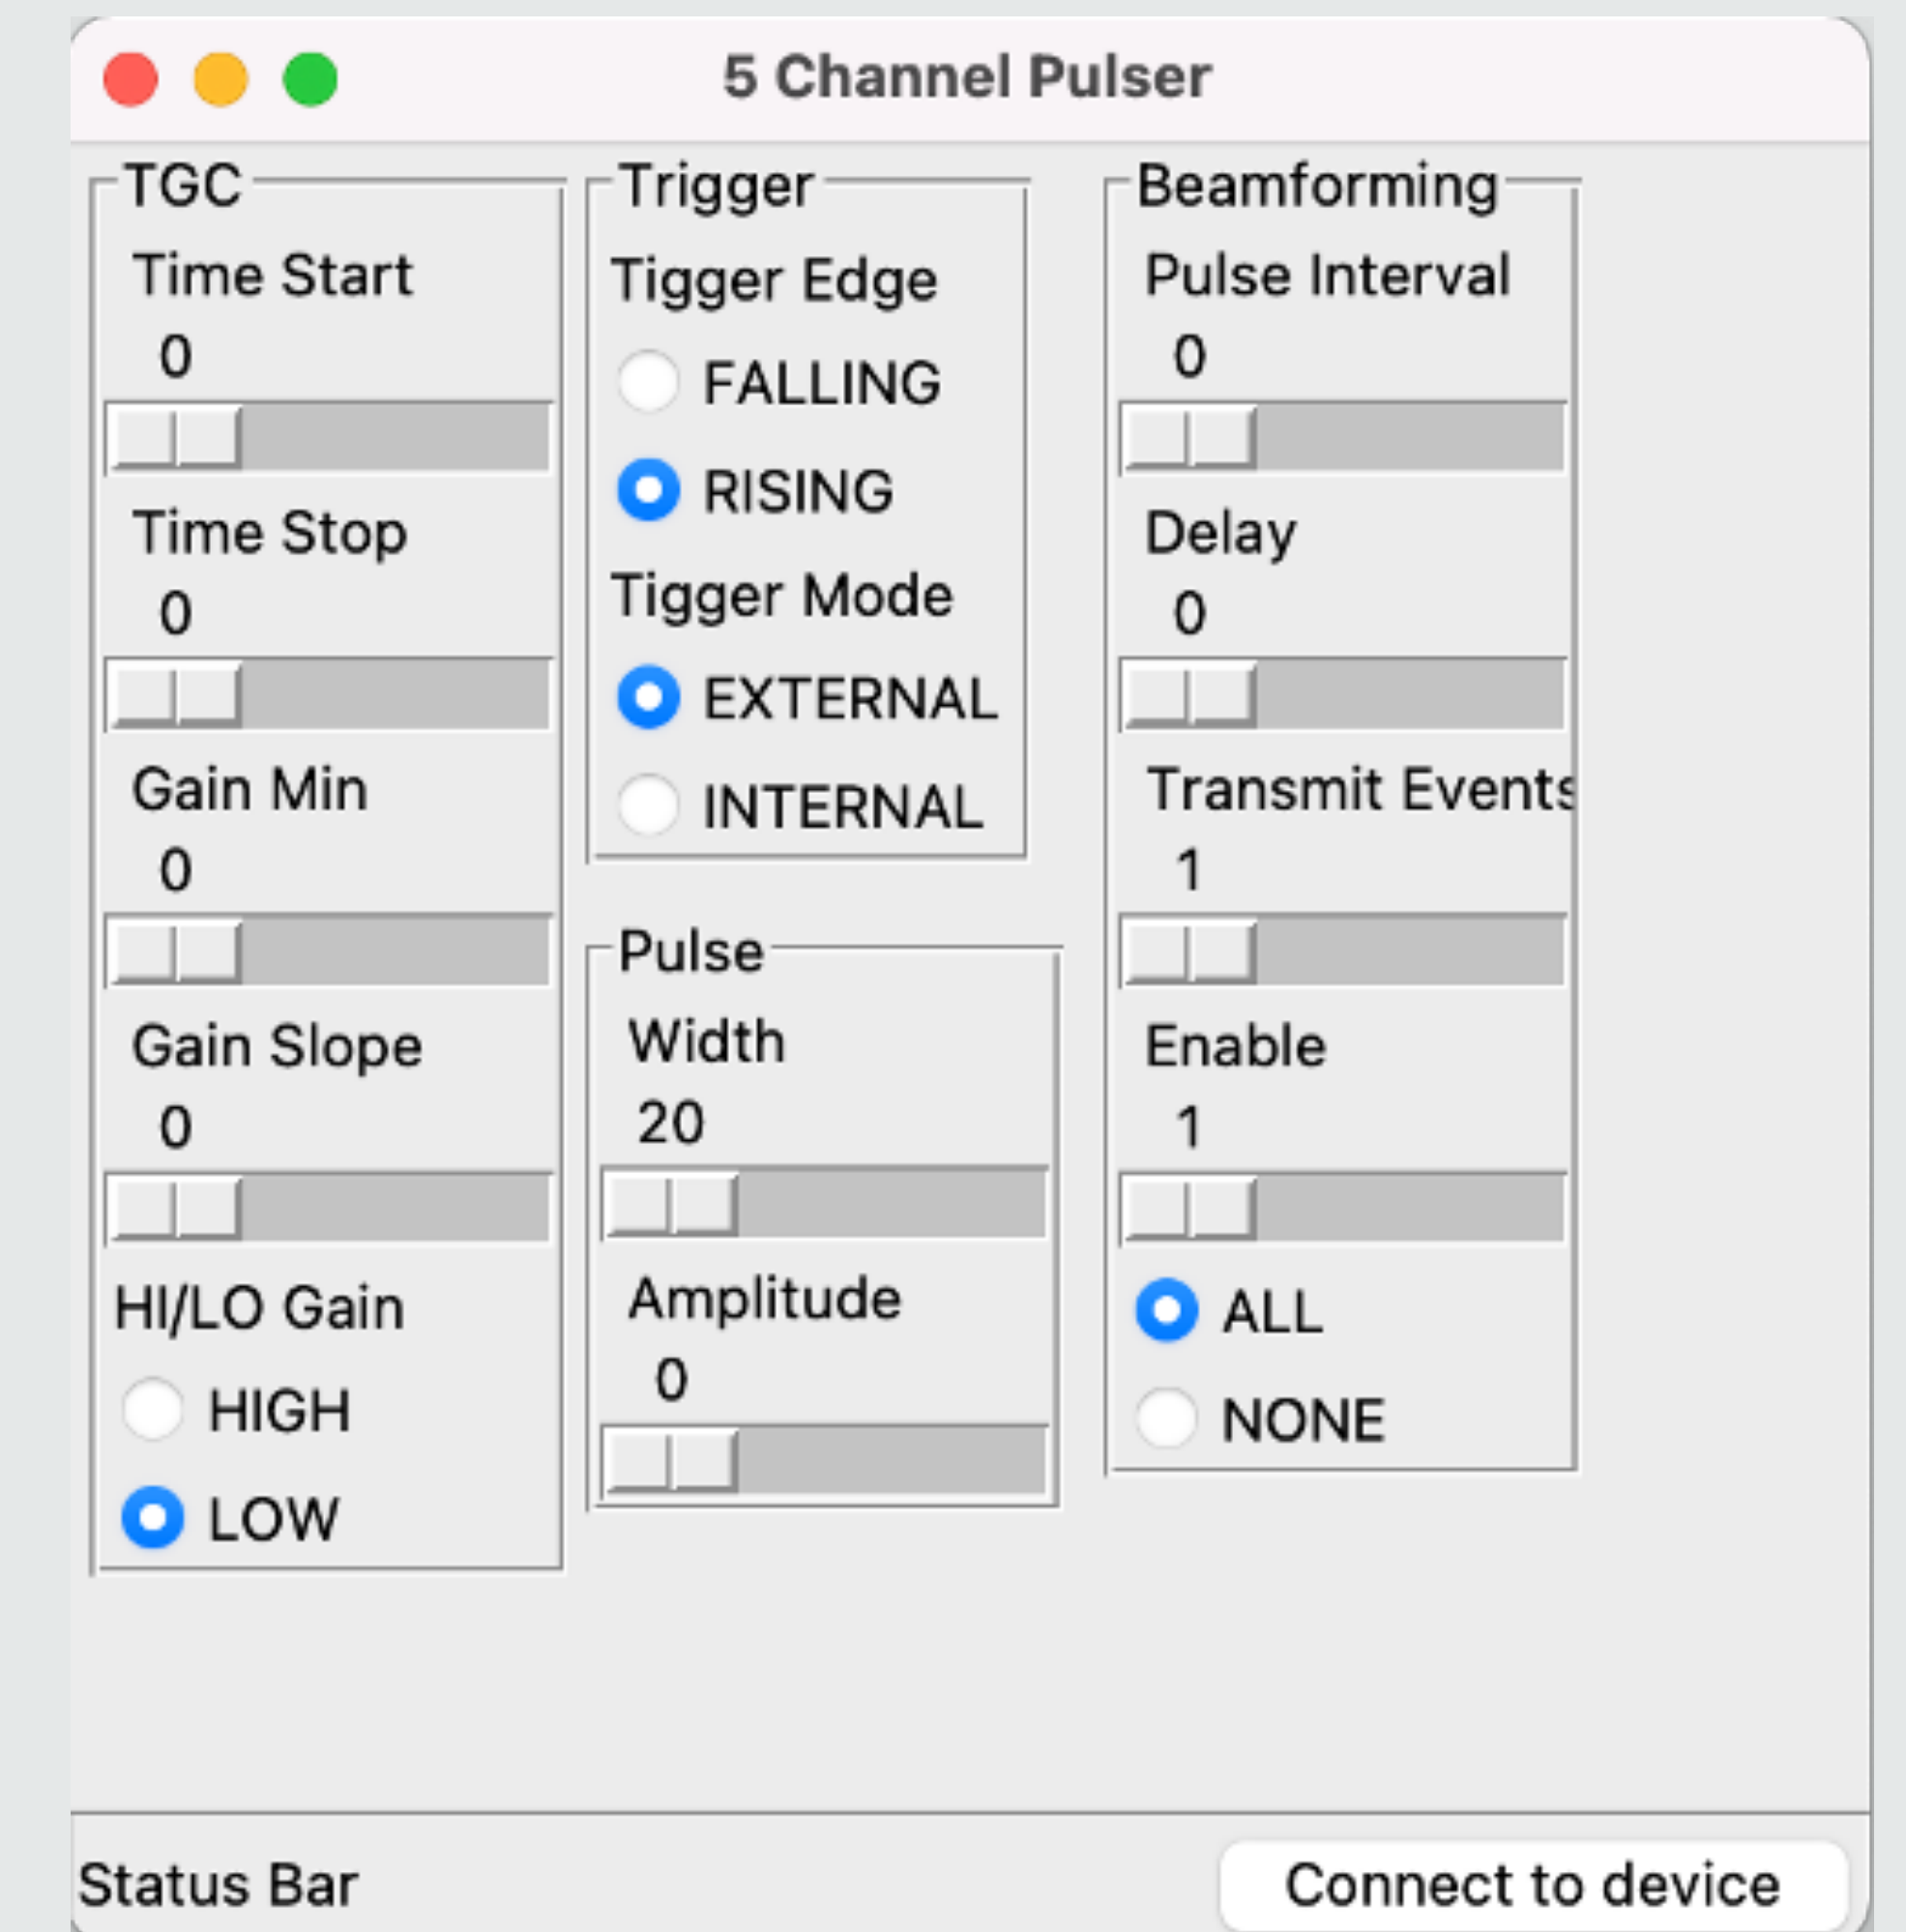 5 Channel Pulser
TGC
Time Start
0
Time Stop
0
Gain Min
0
Gain Slope
0
HI/LO Gain
HIGH
LOW
Trigger
Tigger Edge
FALLING
RISING
Tigger Mode
EXTERNAL
INTERNAL
Pulse
Width
20
Amplitude
0
Beamforming
Pulse Interval
0
Delay
0
Transmit Events
1
Enable
1
ALL
NONE
Status Bar
Connect to device